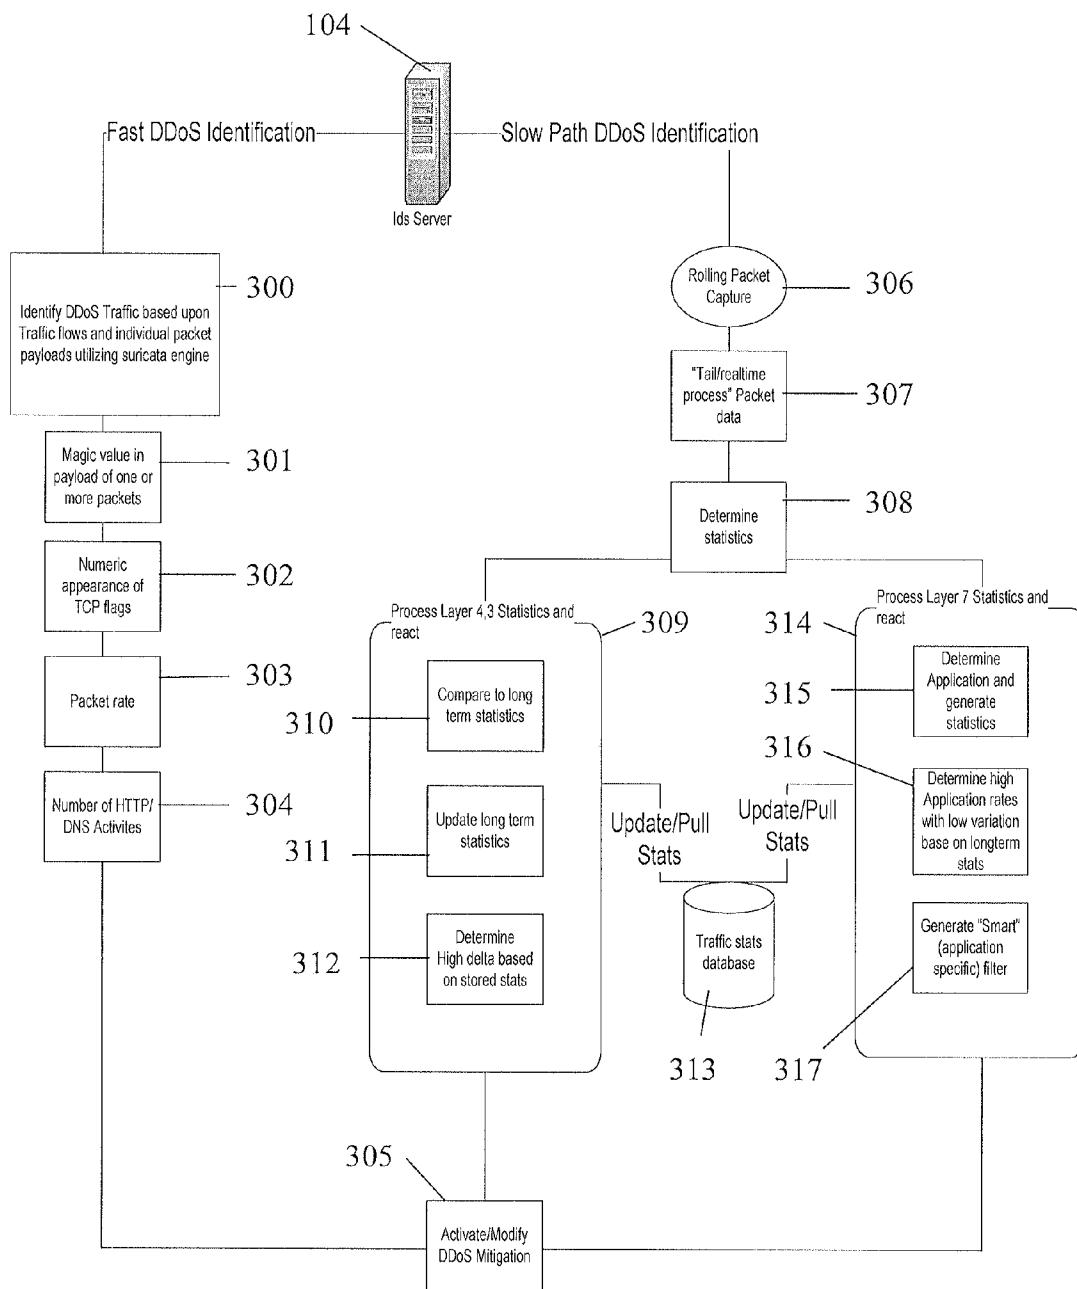 104
Fast DDoS Identification
Slow Path DDoS Identification
Ids Server
300
Identify DDoS Traffic based upon
Traffic flows and individual packet
payloads utilizing suricata engine
301
Magic value in
payload of one or
more packets
302
Numeric
appearance of
TCP flags
303
Packet rate
304
Number of HTTP/
DNS Activites
306
Rolling Packet
Capture
307
"Tail/realtime
process" Packet
data
308
Determine
statistics
Process Layer 4,3 Statistics and
react
309
310
Compare to long
term statistics
311
Update long term
statistics
312
Determine
High delta based
on stored stats
Update/Pull
Stats
Update/Pull
Stats
Traffic stats
database
313
Process Layer 7 Statistics and
react
314
315
Determine
Application and
generate
statistics
316
Determine high
Application rates
with low variation
base on longterm
stats
Generate "Smart"
(application
specific) filter
317
305
Activate/Modify
DDoS Mitigation